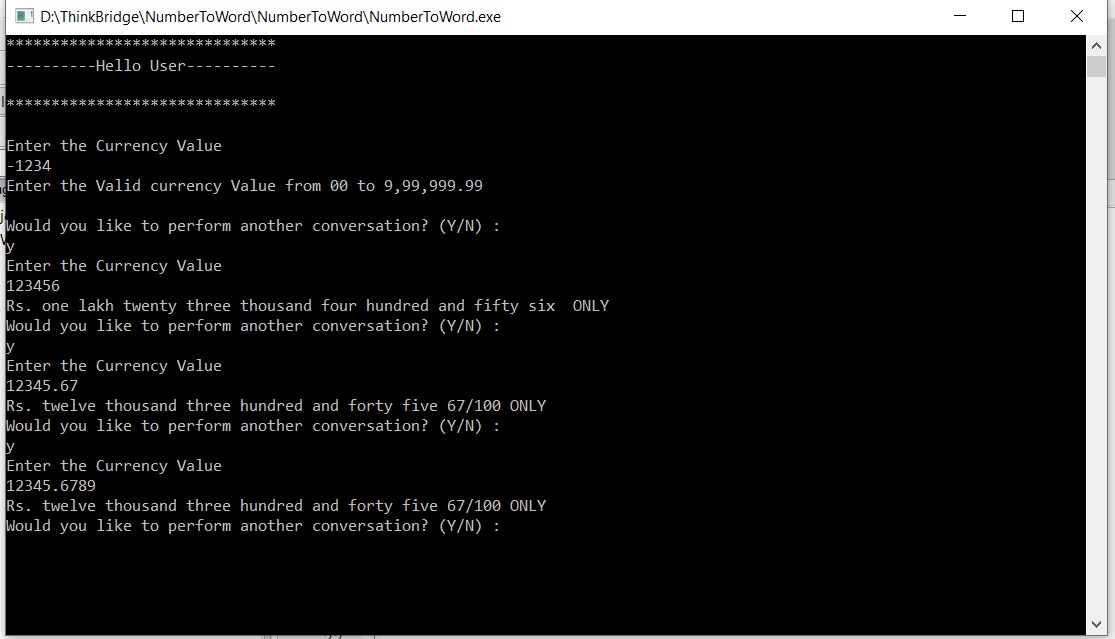 D:\ThinkBridge\NumberToWord\NumberToWord\NumberToWord.exe
******************************
----------Hello User----------
******************************
Enter the Currency Value
-1234
Enter the Valid currency Value from 00 to 9,99,999.99
Would you like to perform another conversation? (Y/N) :
y
Enter the Currency Value
123456
Rs. one lakh twenty three thousand four hundred and fifty six  ONLY
Would you like to perform another conversation? (Y/N) :
y
Enter the Currency Value
12345.67
Rs. twelve thousand three hundred and forty five 67/100 ONLY
Would you like to perform another conversation? (Y/N) :
y
Enter the Currency Value
12345.6789
Rs. twelve thousand three hundred and forty five 67/100 ONLY
Would you like to perform another conversation? (Y/N) :